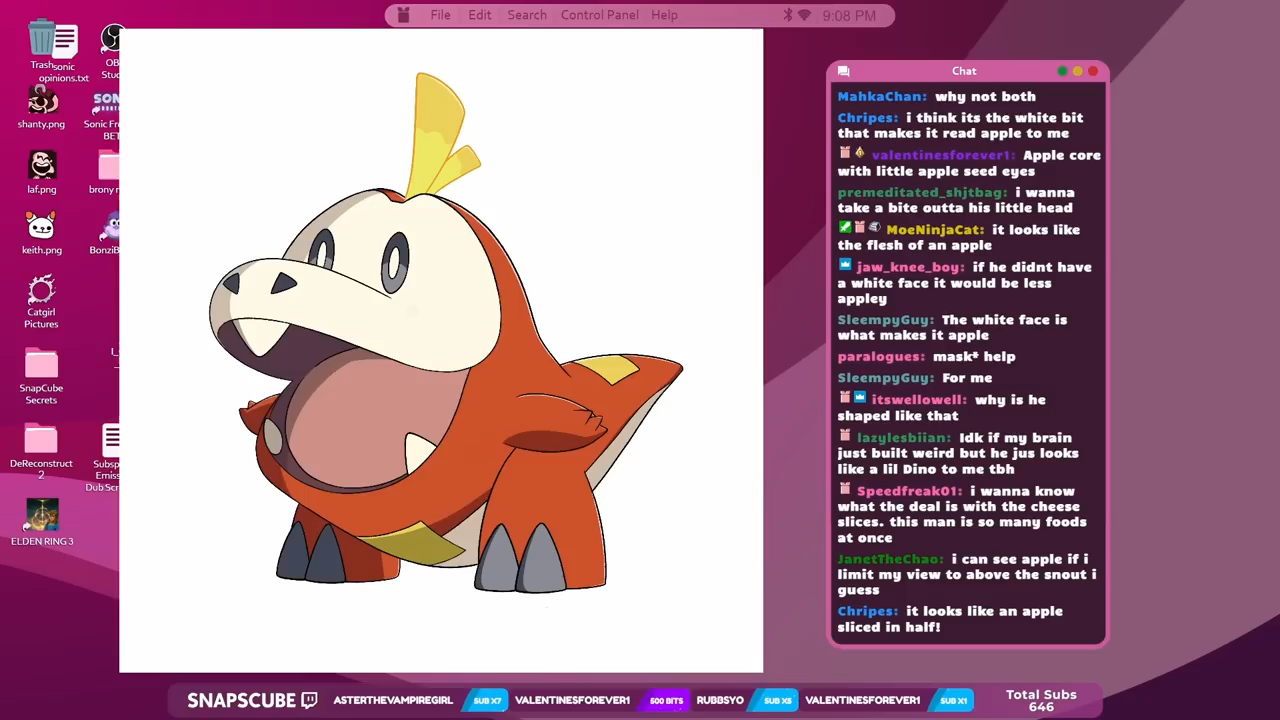 File Edit Search Control Panel Help 9:08 PM
Trash
sonic
opinions.txt
shanty.png
laf.png
keith.png
Catgirl
Pictures
SnapCube
Secrets
DeReconstruct
2
ELDEN RING 3
Chat
MahkaChan: why not both
Chripes: i think its the white bit
that makes it read apple to me
valentinesforever1: Apple core
with little apple seed eyes
premeditated_shjtbag: i wanna
take a bite outta his little head
MoeNinjaCat: it looks like
the flesh of an apple
jaw_knee_boy: if he didnt have
a white face it would be less
appley
SleempyGuy: The white face is
what makes it apple
paralogues: mask* help
SleempyGuy: For me
itswellowell: why is he
shaped like that
lazylesbiian: Idk if my brain
just built weird but he jus looks
like a lil Dino to me tbh
Speedfreak01: i wanna know
what the deal is with the cheese
slices. this man is so many foods
at once
JanetTheChao: i can see apple if i
limit my view to above the snout i
guess
Chripes: it looks like an apple
sliced in half!
SNAPSCUBE ASTERTHEVAMPIREGIRL SUB X7 VALENTINESFOREVER1 500 BITS RUBBSYO SUB X5 VALENTINESFOREVER1 SUB X1 Total Subs
646